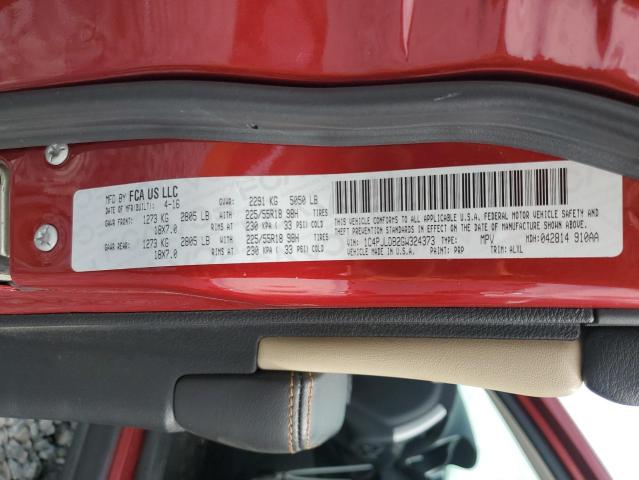 MFD BY FCA US LLC
DATE OF MFR/BUILT: 4-16 GVWR: 2291 KG 5050 LB
GAWR FRONT: 1273 KG 2805 LB WITH 225/55R18 98H TIRES
18X7.0 RIMS AT 230 KPA ( 33 PSI) COLD
GAWR REAR: 1273 KG 2805 LB WITH 225/55R18 98H TIRES
18X7.0 RIMS AT 230 KPA ( 33 PSI) COLD
THIS VEHICLE CONFORMS TO ALL APPLICABLE U.S.A. FEDERAL MOTOR VEHICLE SAFETY AND
THEFT PREVENTION STANDARDS IN EFFECT ON THE DATE OF MANUFACTURE SHOWN ABOVE.
VIN: 1C4PJLDB2GW324373 TYPE: MPV MDH: 042814 910AA
VEHICLE MADE IN U.S.A. PAINT: PRP TRIM: ALXL